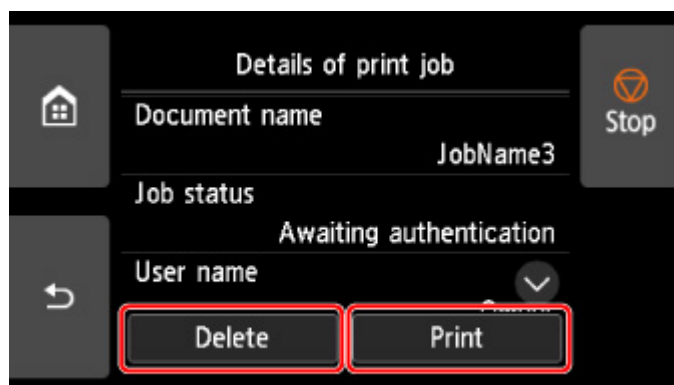 Details of print job
Document name
JobName3
Job status
Awaiting authentication
User name
Delete
Print
Stop